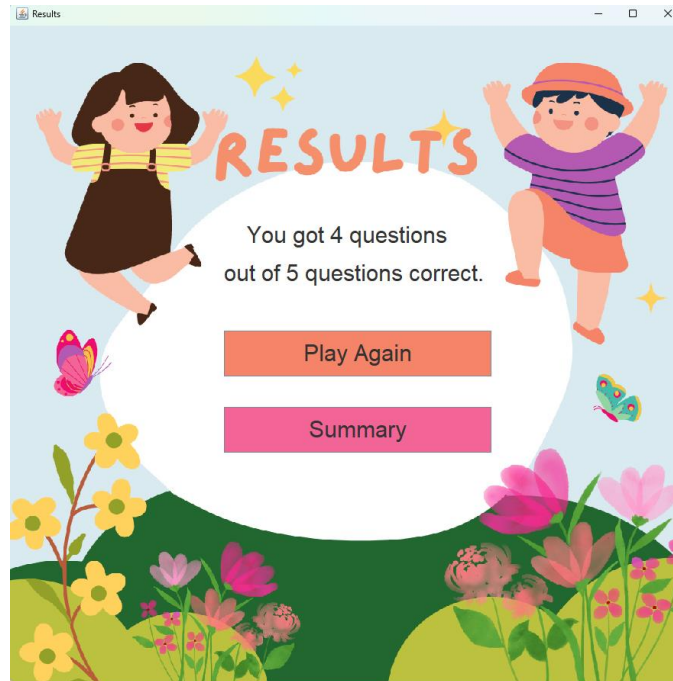 Results
RESULTS
You got 4 questions
out of 5 questions correct.
Play Again
Summary